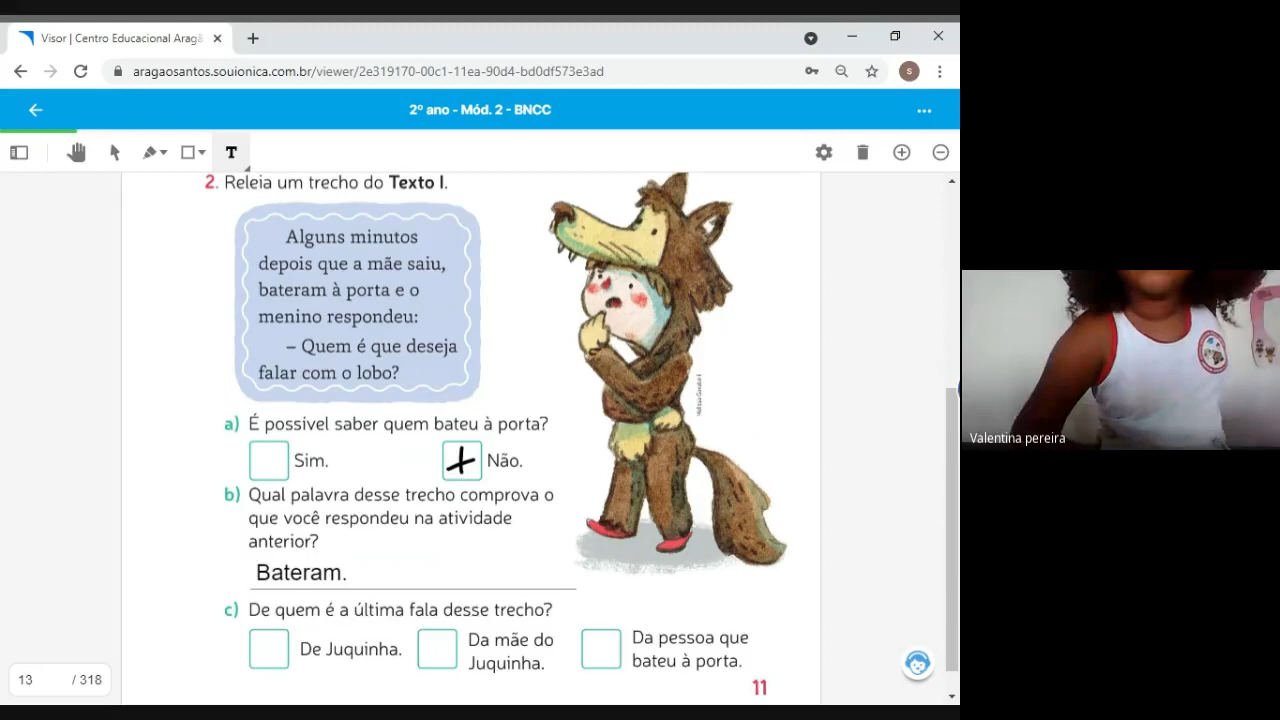 Visor | Centro Educacional Aragã
aragaosantos.souionica.com.br/viewer/2e319170-00c1-11ea-90d4-bd0df573e3ad
S
2º ano - Mód. 2 - BNCC
T
2. Releia um trecho do Texto I.
Alguns minutos
depois que a mãe saiu,
bateram à porta e o
menino respondeu:
– Quem é que deseja
falar com o lobo?
a) É possível saber quem bateu à porta?
Sim.
Não.
b) Qual palavra desse trecho comprova o
que você respondeu na atividade
anterior?
Bateram.
c) De quem é a última fala desse trecho?
De Juquinha.
Da mãe do
Juquinha.
Da pessoa que
bateu à porta.
13 / 318
11
Valentina pereira